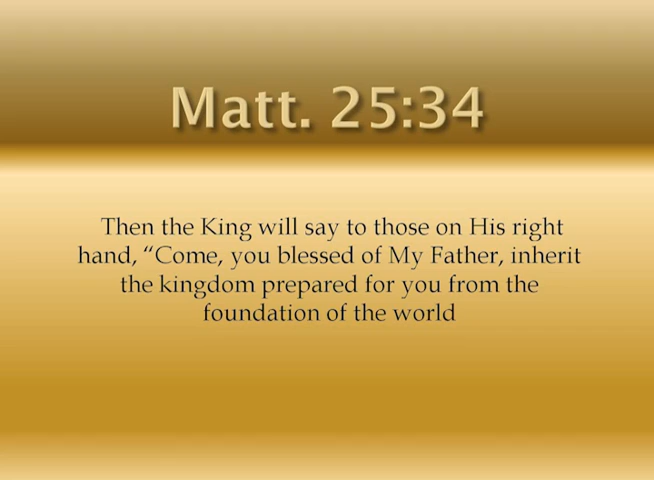 Matt. 25:34
Then the King will say to those on His right
hand, “Come, you blessed of My Father, inherit
the kingdom prepared for you from the
foundation of the world